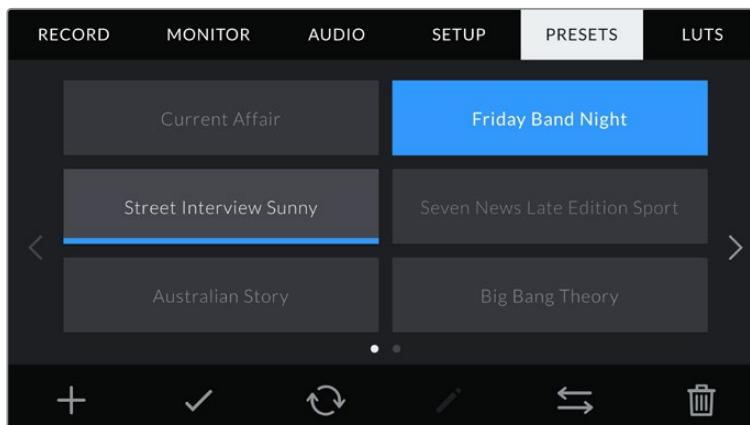 RECORD MONITOR AUDIO SETUP PRESETS LUTS
Current Affair
Friday Band Night
Street Interview Sunny
Seven News Late Edition Sport
Australian Story
Big Bang Theory